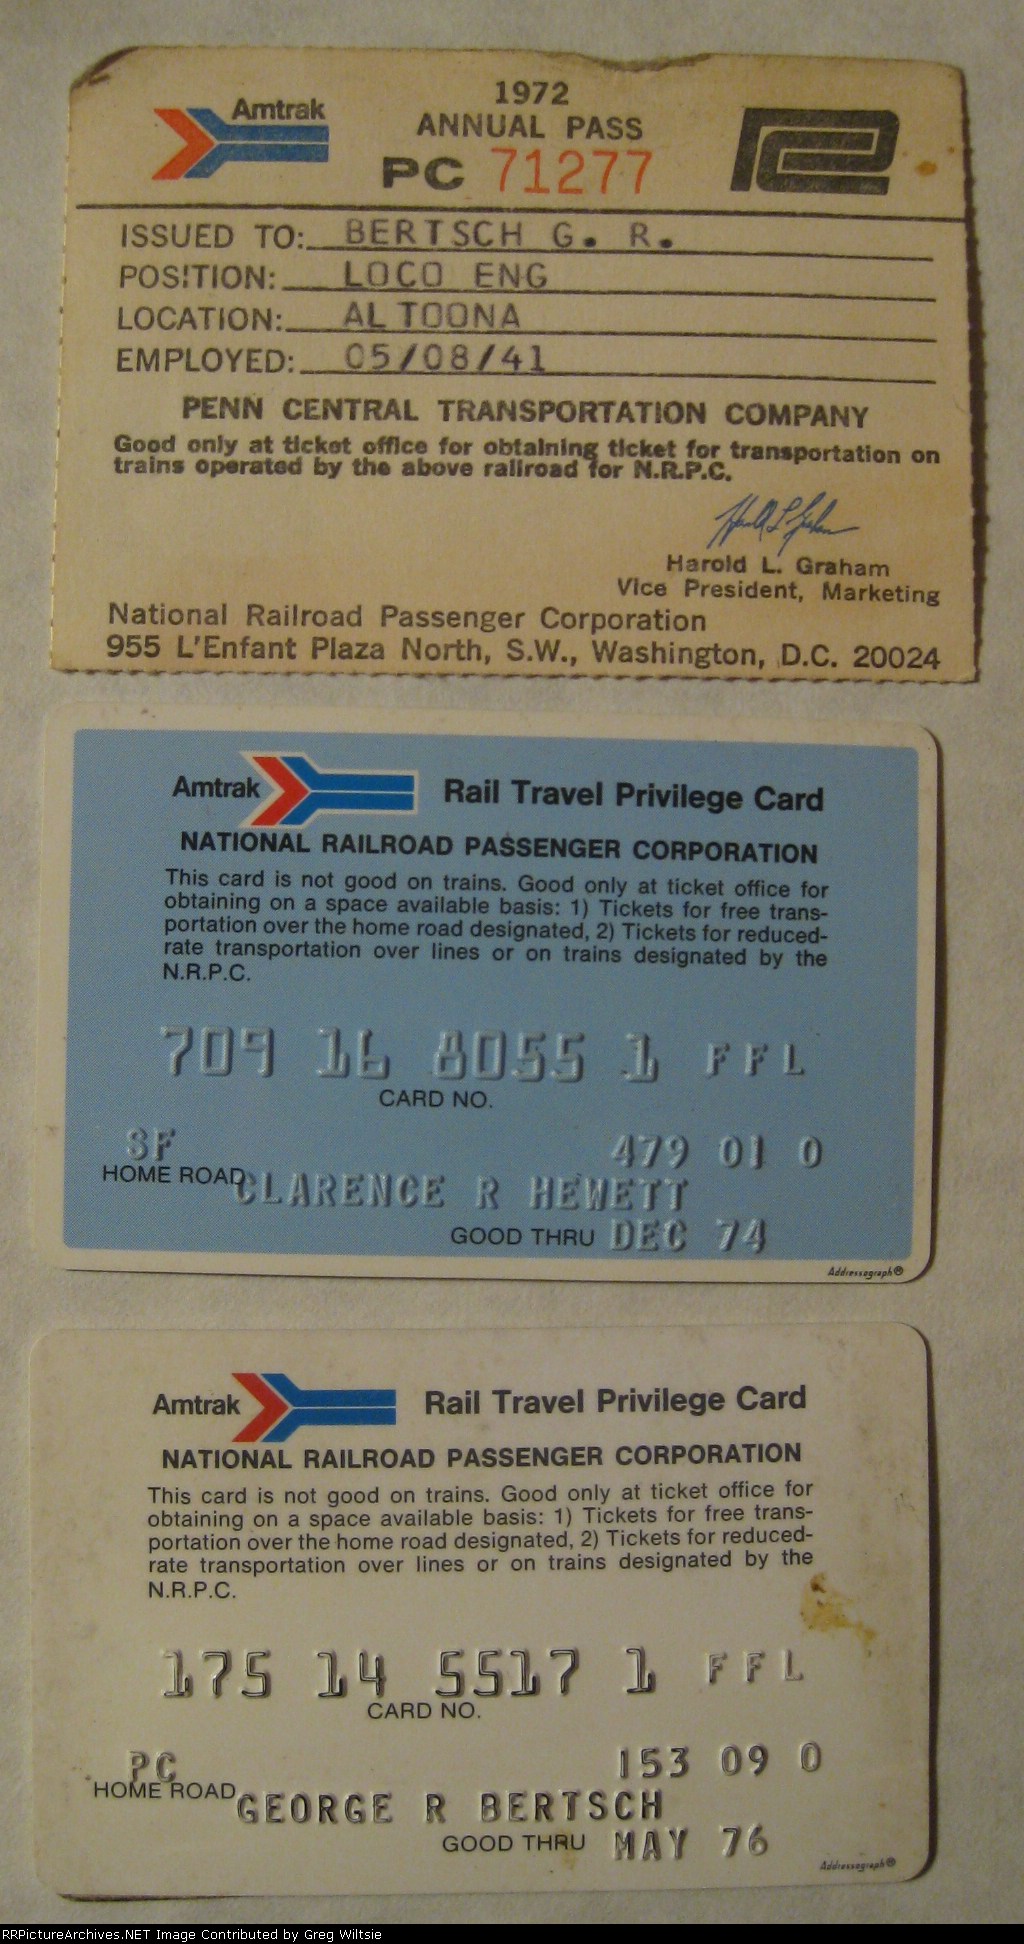 Amtrak
1972
ANNUAL PASS
PC 71277
ISSUED TO: BERTSCH G. R.
POSITION: LOCO ENG
LOCATION: ALTOONA
EMPLOYED: 05/08/41
PENN CENTRAL TRANSPORTATION COMPANY
Good only at ticket office for obtaining ticket for transportation on
trains operated by the above railroad for N.R.P.C.
Harold L. Graham
Harold L. Graham
Vice President, Marketing
National Railroad Passenger Corporation
955 L'Enfant Plaza North, S.W., Washington, D.C. 20024
Amtrak Rail Travel Privilege Card
NATIONAL RAILROAD PASSENGER CORPORATION
This card is not good on trains. Good only at ticket office for
obtaining on a space available basis: 1) Tickets for free trans-
portation over the home road designated, 2) Tickets for reduced-
rate transportation over lines or on trains designated by the
N.R.P.C.
709 16 8055 1 FFL
CARD NO.
SF 479 01 0
HOME ROAD CLARENCE R HEWETT
GOOD THRU DEC 74
Addressograph®
Amtrak Rail Travel Privilege Card
NATIONAL RAILROAD PASSENGER CORPORATION
This card is not good on trains. Good only at ticket office for
obtaining on a space available basis: 1) Tickets for free trans-
portation over the home road designated, 2) Tickets for reduced-
rate transportation over lines or on trains designated by the
N.R.P.C.
175 14 5517 1 FFL
CARD NO.
PC 153 09 0
HOME ROAD GEORGE R BERTSCH
GOOD THRU MAY 76
Addressograph®
RRPictureArchives.NET Image Contributed by Greg Wiltsie